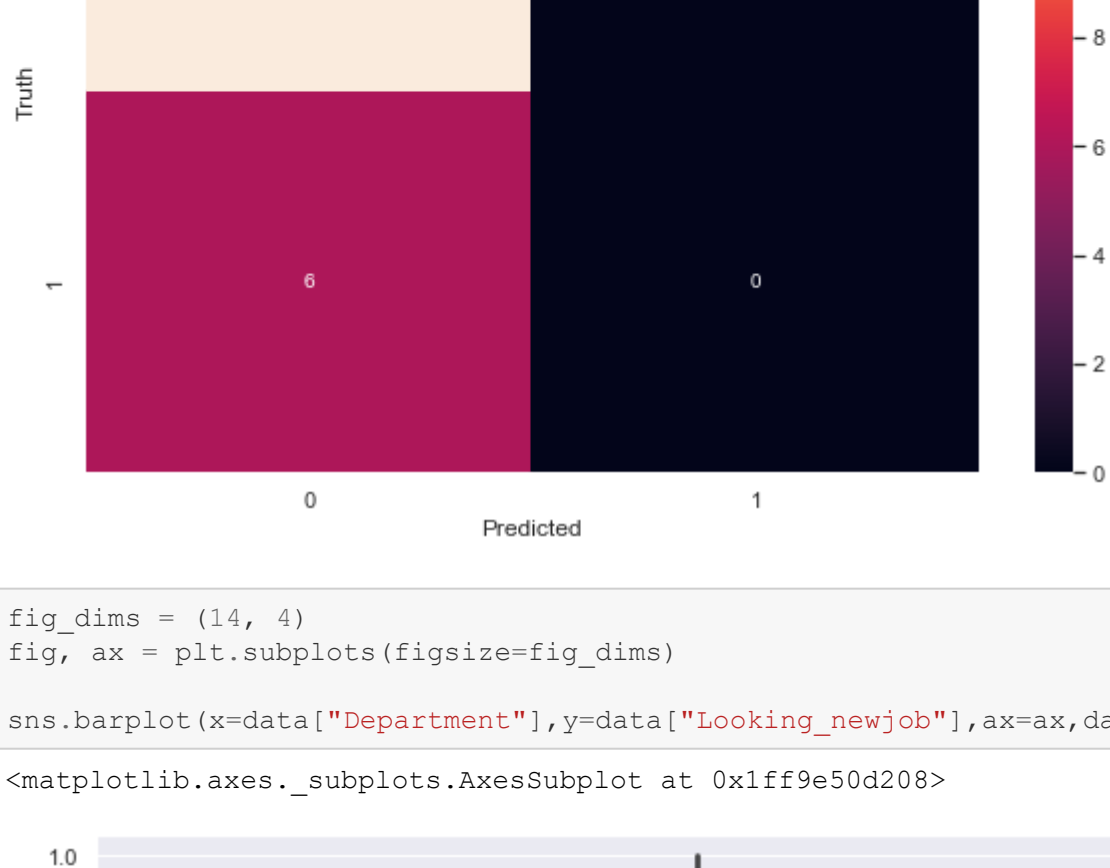 8
Truth
6
4
2
0
1
6
0
0
1
Predicted
fig_dims = (14, 4)
fig, ax = plt.subplots(figsize=fig_dims)
sns.barplot(x=data["Department"],y=data["Looking_newjob"],ax=ax,da
<matplotlib.axes._subplots.AxesSubplot at 0x1ff9e50d208>
1.0